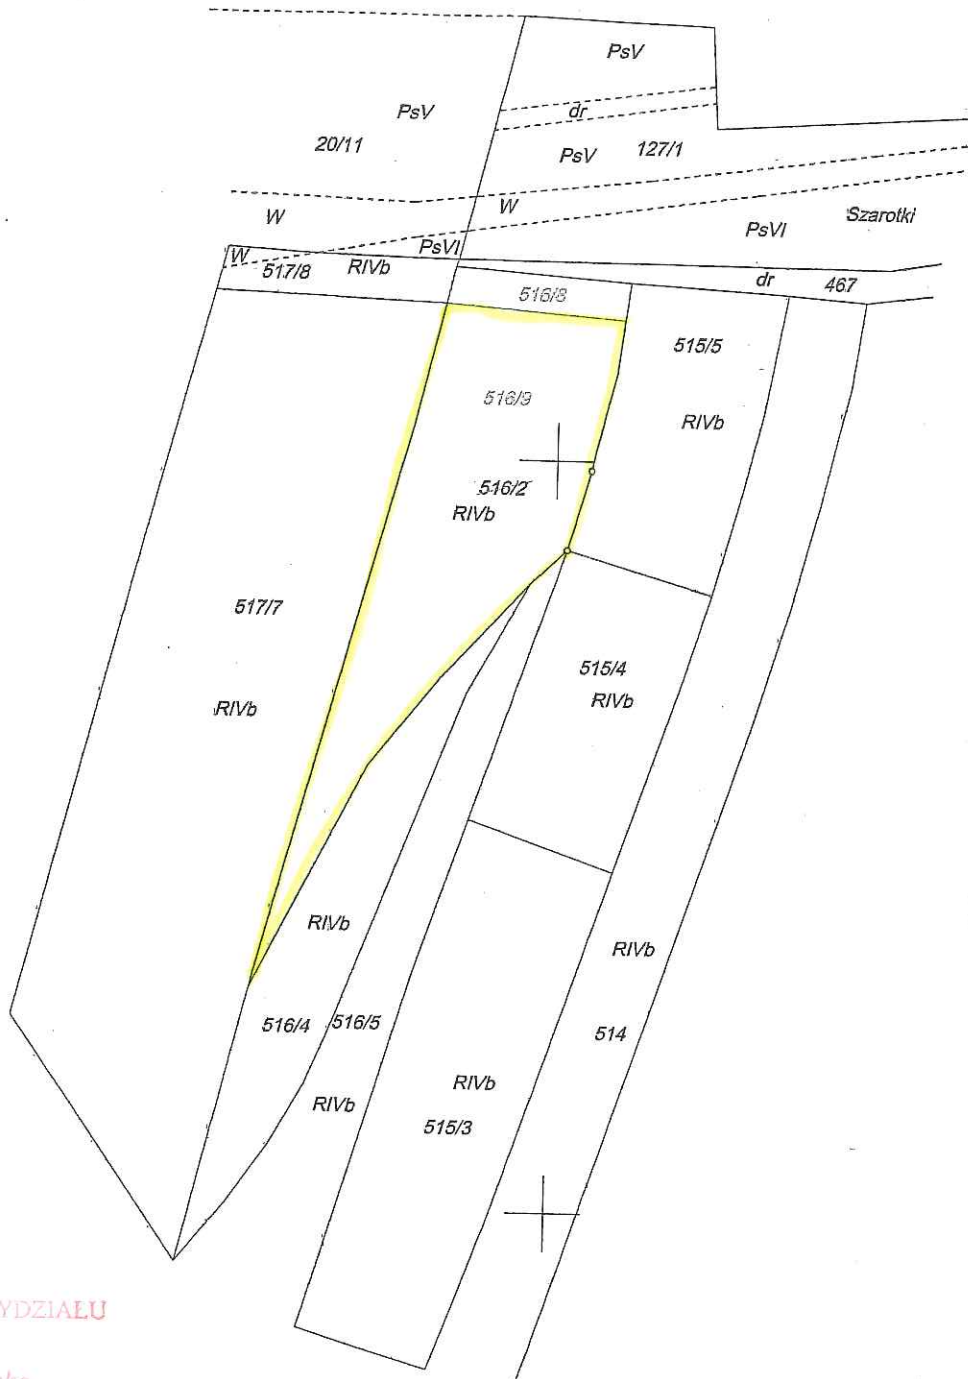 PsV
PsV
dr
20/11
PsV
127/1
W
W
Szarotki
PsVI
PsVI
W
517/8
RIVb
dr
467
516/8
515/5
516/9
RIVb
516/2
RIVb
517/7
515/4
RIVb
RIVb
RIVb
RIVb
516/4
516/5
514
RIVb
RIVb
515/3
YDZIAŁU